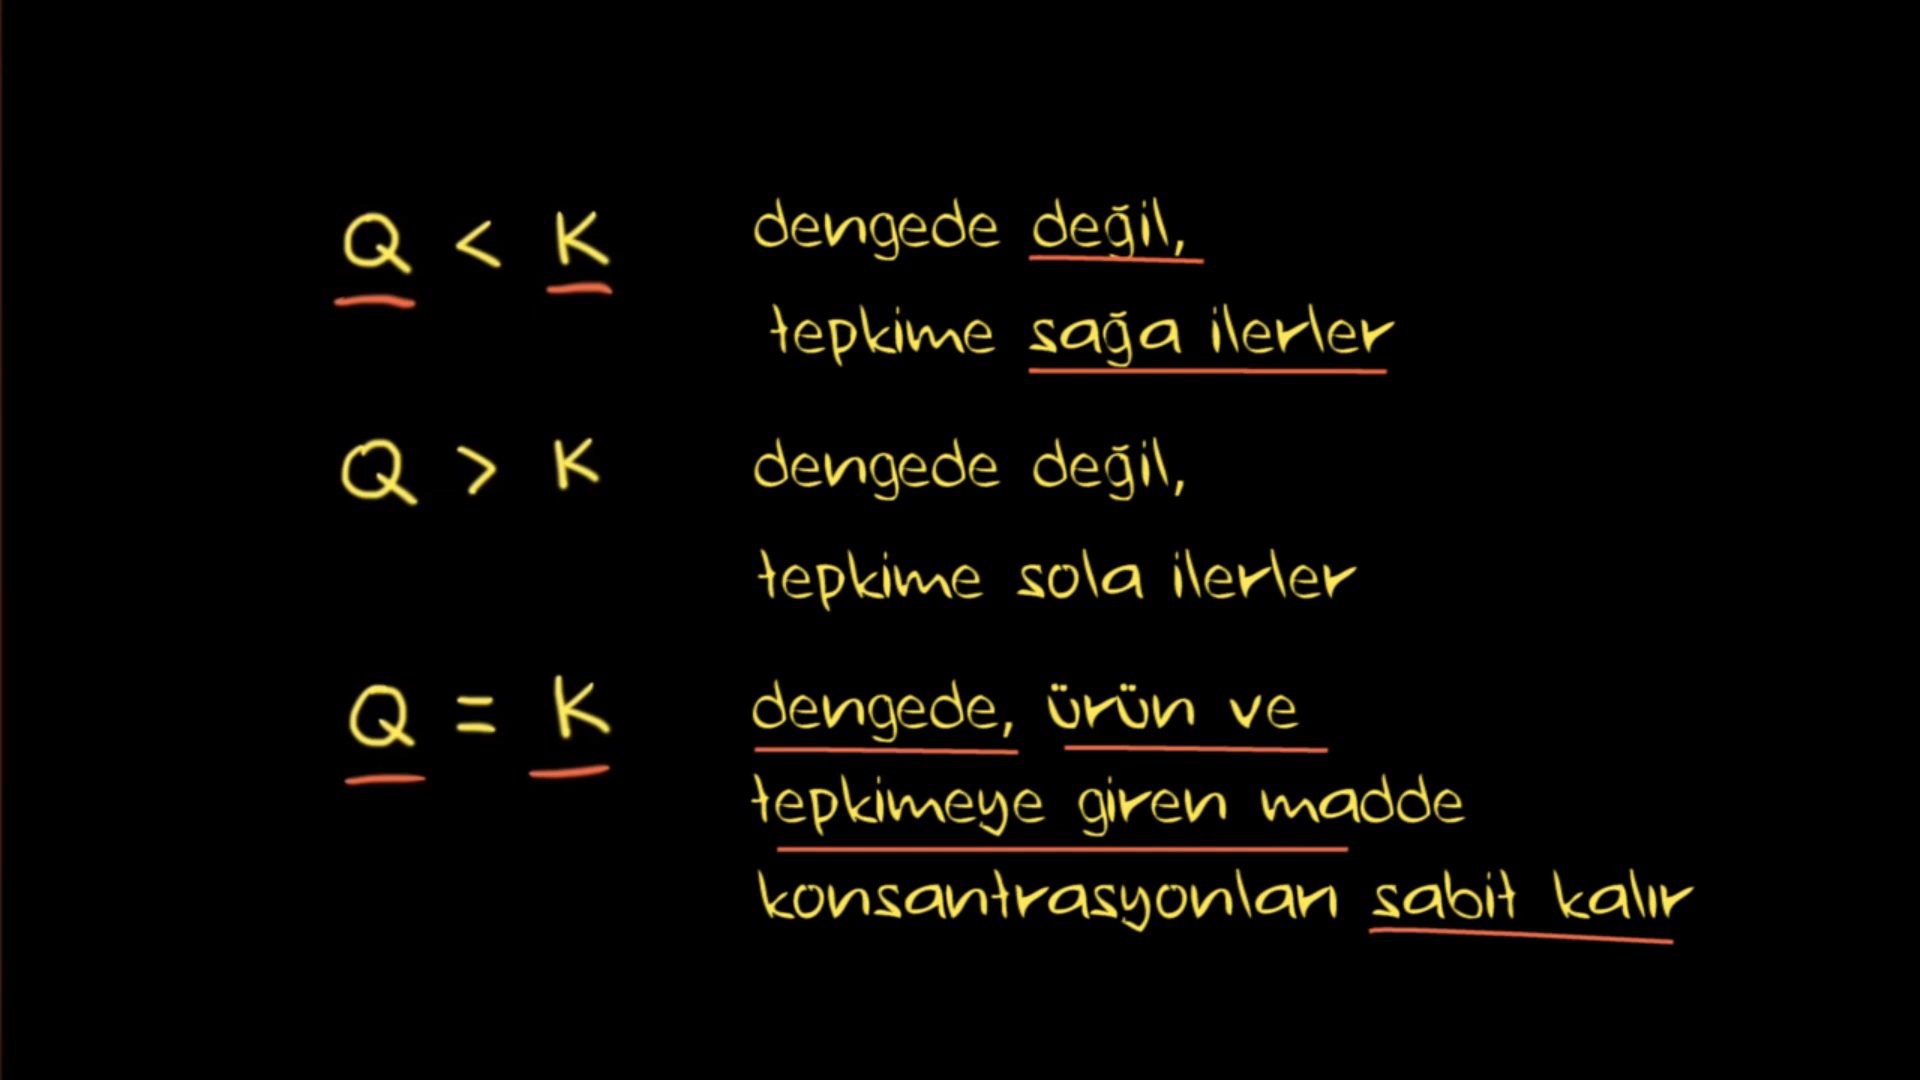 Q < K dengede değil,
tepkime sağa ilerler
Q > K dengede değil,
tepkime sola ilerler
Q = K dengede, ürün ve
tepkimeye giren madde
konsantrasyonları sabit kalır